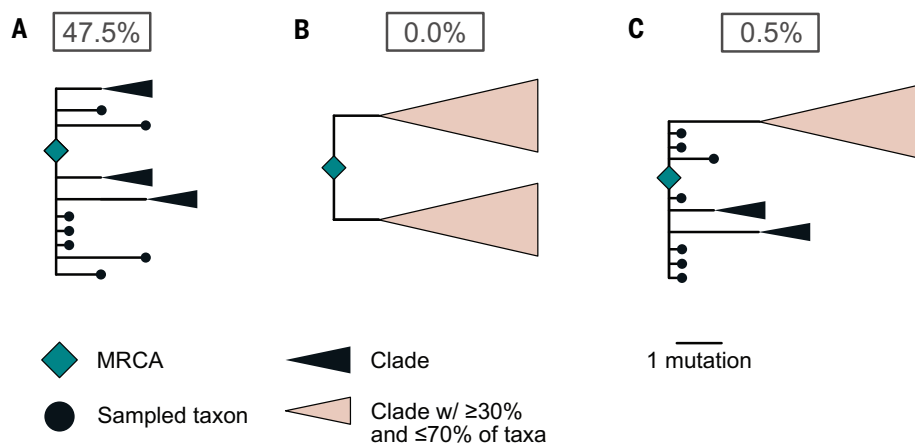 A 47.5% B 0.0% C 0.5%
MRCA Clade 1 mutation
Sampled taxon Clade w/ ≥30%
and ≤70% of taxa